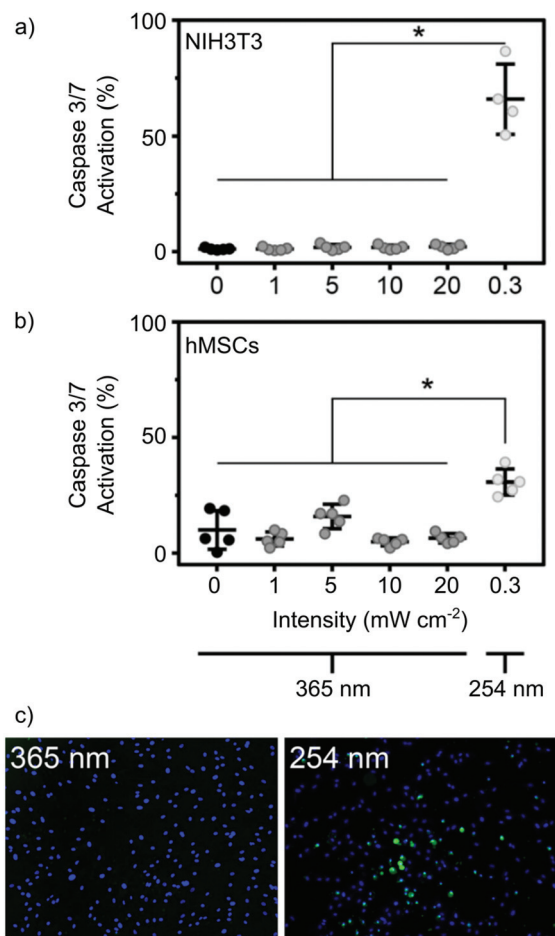 a)
NIH3T3
*
Caspase 3/7
Activation (%)
100
50
0
0 1 5 10 20 0.3
b)
hMSCs
*
Caspase 3/7
Activation (%)
100
50
0
0 1 5 10 20 0.3
Intensity (mW cm-2)
365 nm 254 nm
c)
365 nm 254 nm